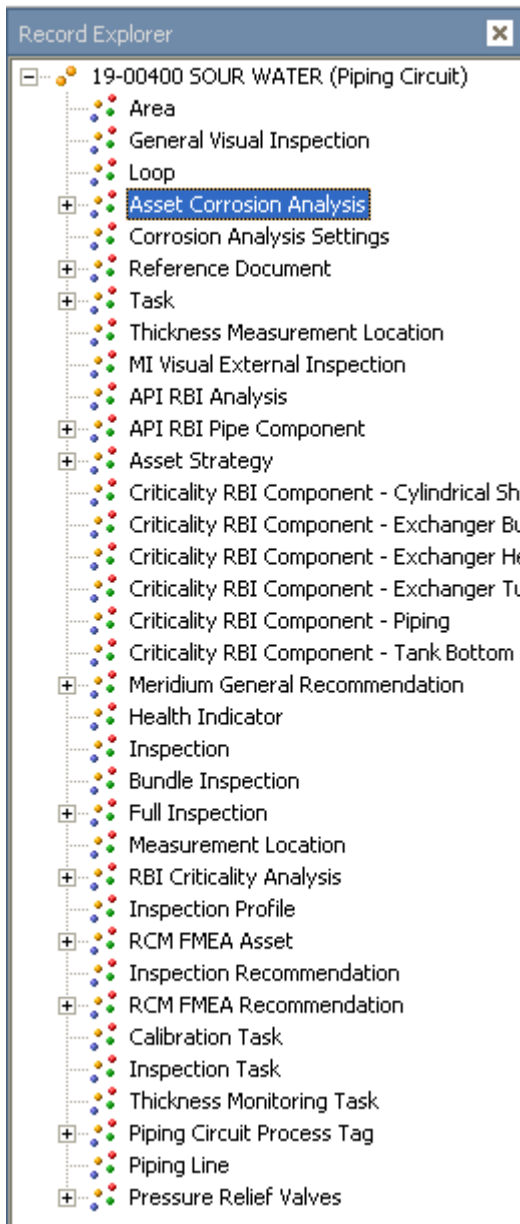 Record Explorer
19-00400 SOUR WATER (Piping Circuit)
Area
General Visual Inspection
Loop
Asset Corrosion Analysis
Corrosion Analysis Settings
Reference Document
Task
Thickness Measurement Location
MI Visual External Inspection
API RBI Analysis
API RBI Pipe Component
Asset Strategy
Criticality RBI Component - Cylindrical Sh
Criticality RBI Component - Exchanger Bu
Criticality RBI Component - Exchanger He
Criticality RBI Component - Exchanger Tu
Criticality RBI Component - Piping
Criticality RBI Component - Tank Bottom
Meridium General Recommendation
Health Indicator
Inspection
Bundle Inspection
Full Inspection
Measurement Location
RBI Criticality Analysis
Inspection Profile
RCM FMEA Asset
Inspection Recommendation
RCM FMEA Recommendation
Calibration Task
Inspection Task
Thickness Monitoring Task
Piping Circuit Process Tag
Piping Line
Pressure Relief Valves